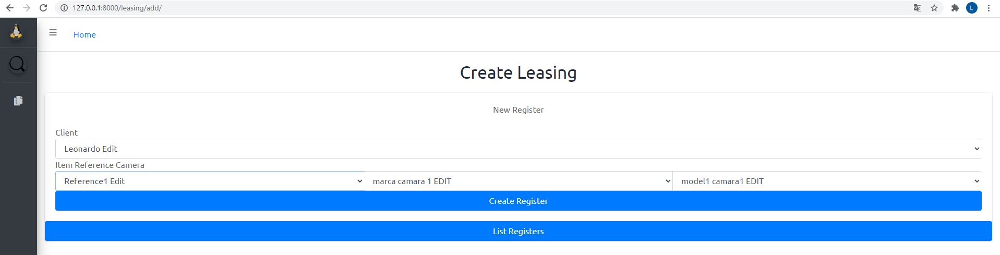 127.0.0.1:8000/leasing/add/
L
Home
Create Leasing
New Register
Client
Leonardo Edit
Item Reference Camera
Reference1 Edit
marca camara 1 EDIT
model1 camara1 EDIT
Create Register
List Registers